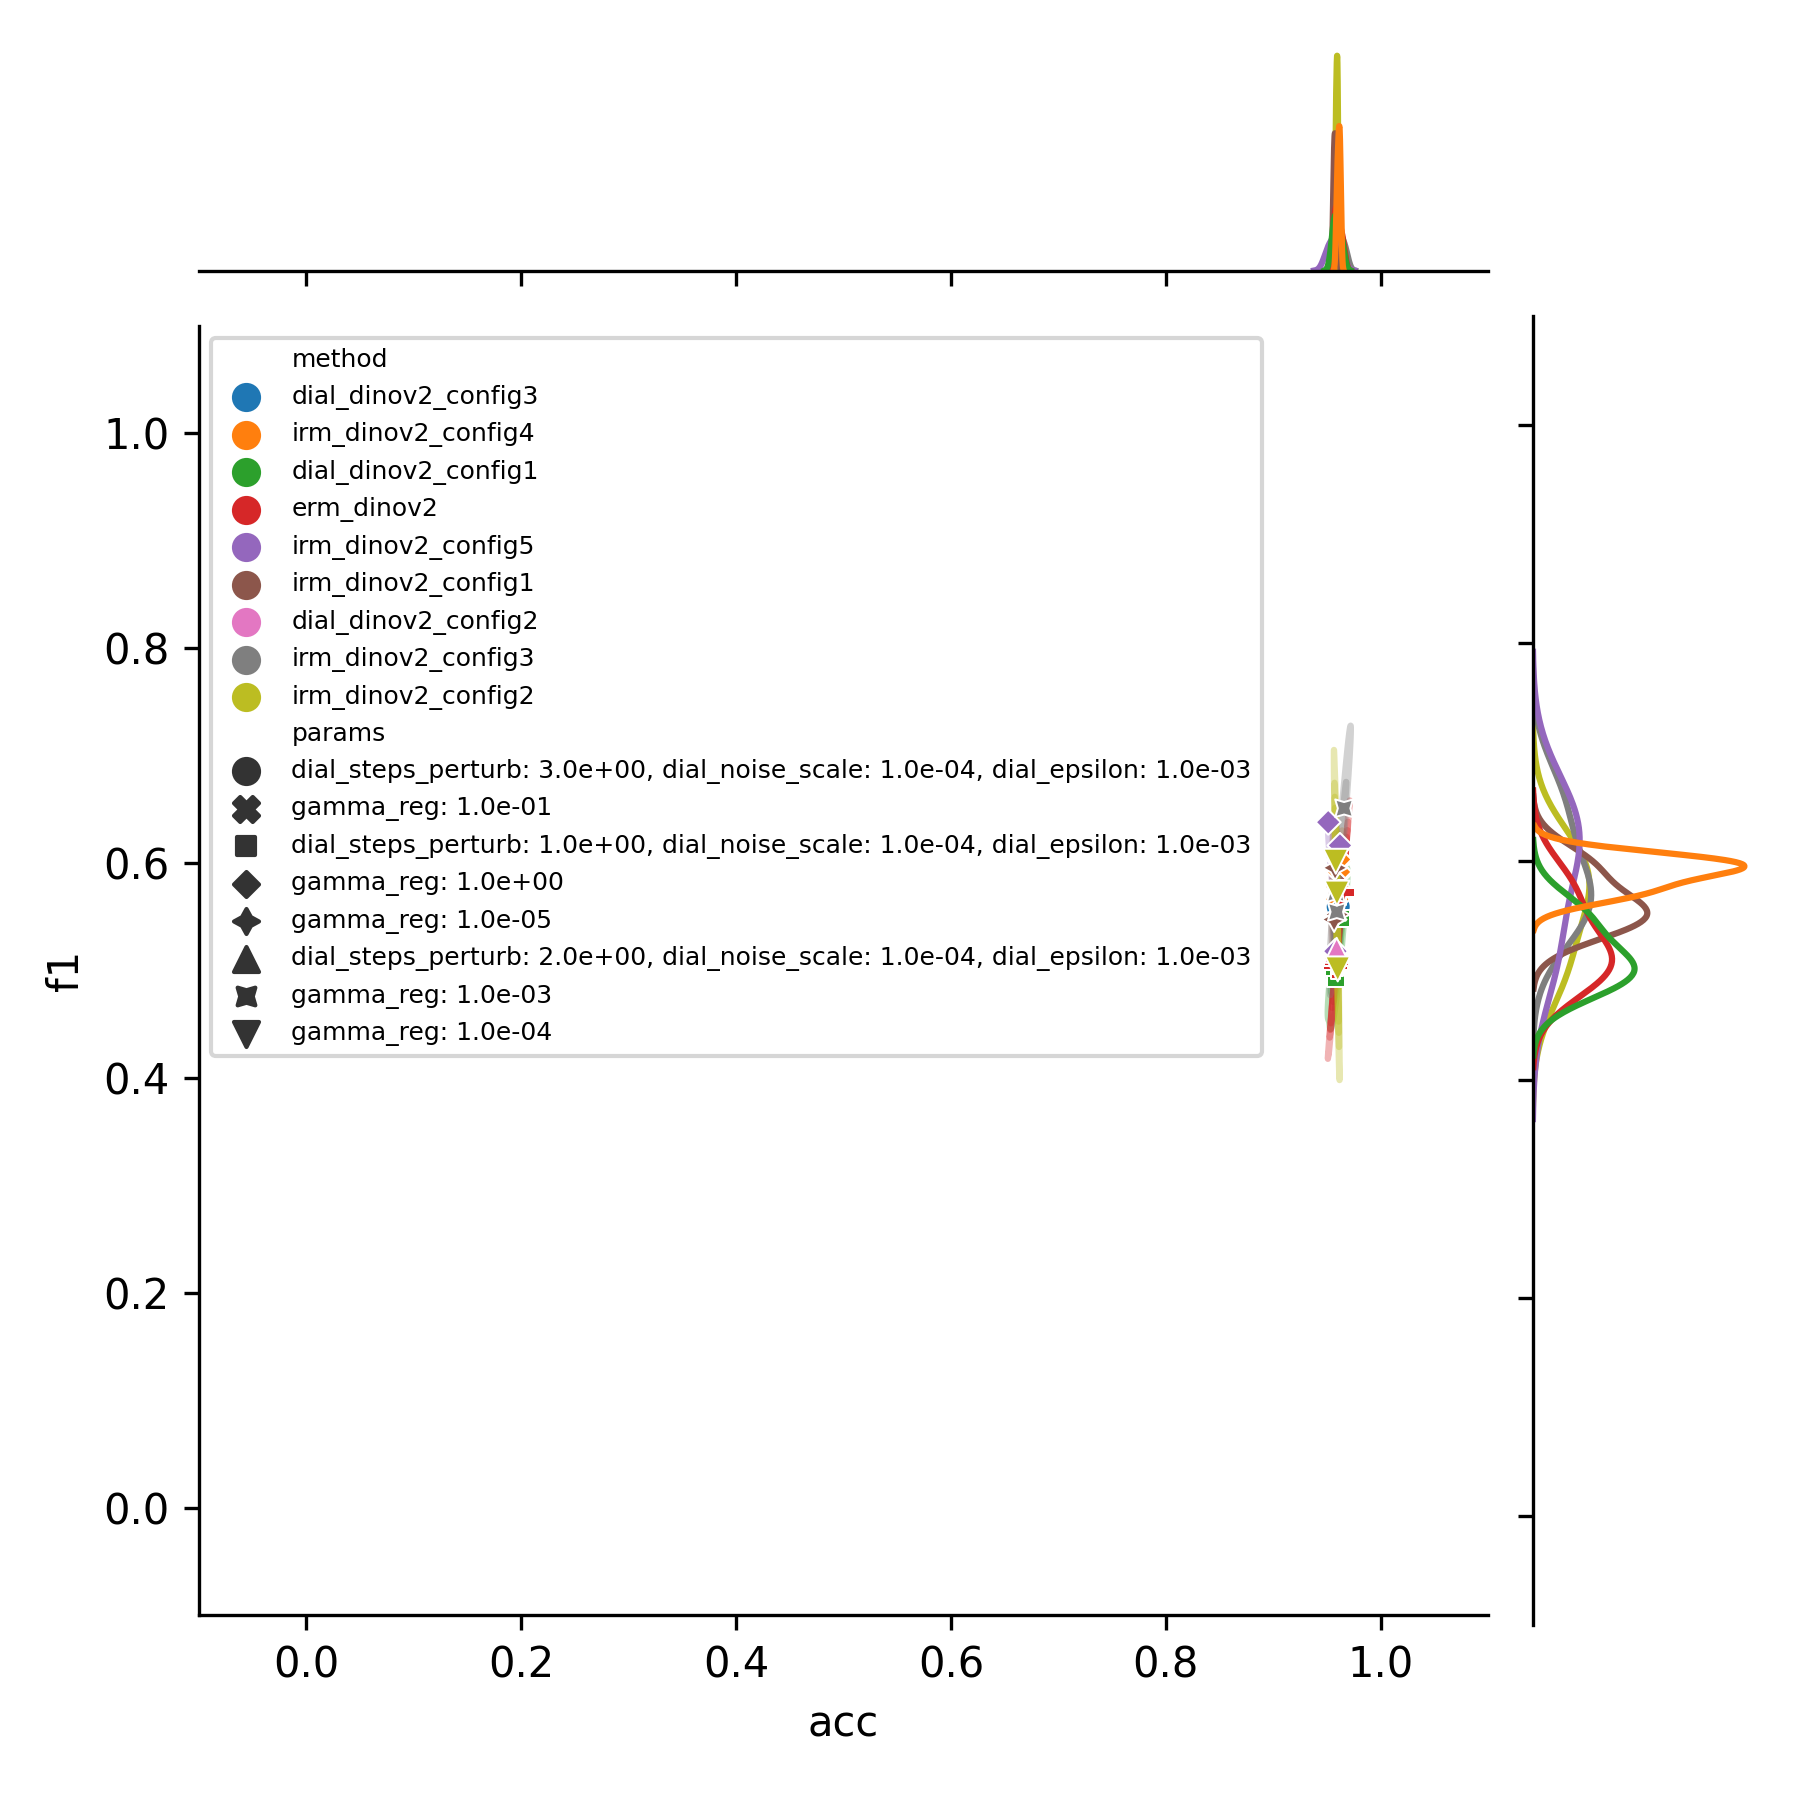 method
dial_dinov2_config3
irm_dinov2_config4
dial_dinov2_config1
erm_dinov2
irm_dinov2_config5
irm_dinov2_config1
dial_dinov2_config2
irm_dinov2_config3
irm_dinov2_config2
params
dial_steps_perturb: 3.0e+00, dial_noise_scale: 1.0e-04, dial_epsilon: 1.0e-03
gamma_reg: 1.0e-01
dial_steps_perturb: 1.0e+00, dial_noise_scale: 1.0e-04, dial_epsilon: 1.0e-03
gamma_reg: 1.0e+00
gamma_reg: 1.0e-05
dial_steps_perturb: 2.0e+00, dial_noise_scale: 1.0e-04, dial_epsilon: 1.0e-03
gamma_reg: 1.0e-03
gamma_reg: 1.0e-04
1.0
0.8
0.6
0.4
0.2
0.0
f1
0.0 0.2 0.4 0.6 0.8 1.0
acc